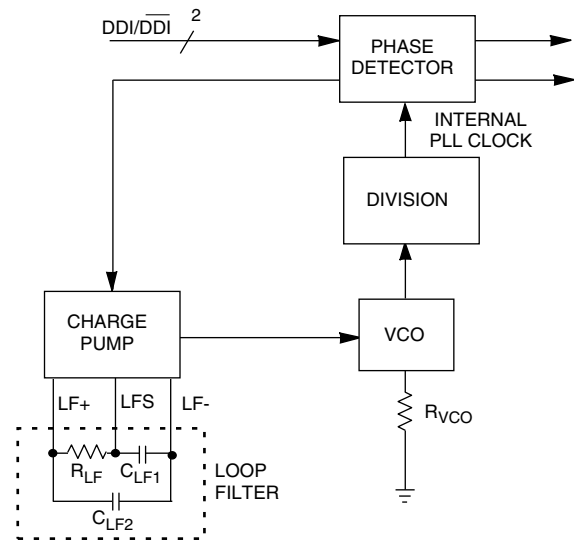 DDI/D̅D̅I̅
2
PHASE
DETECTOR
INTERNAL
PLL CLOCK
DIVISION
CHARGE
PUMP
VCO
LF+ LFS LF-
RVCO
RLF CLF1
LOOP
FILTER
CLF2